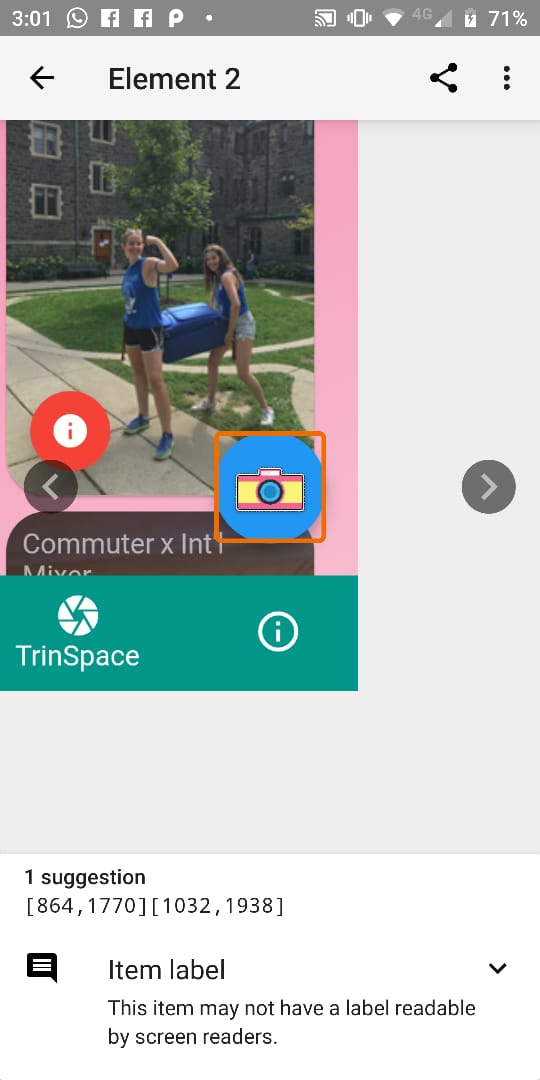 3:01
4G
71%
Element 2
Commuter x Int'l
Mixer
TrinSpace
1 suggestion
[864,1770][1032,1938]
Item label
This item may not have a label readable
by screen readers.